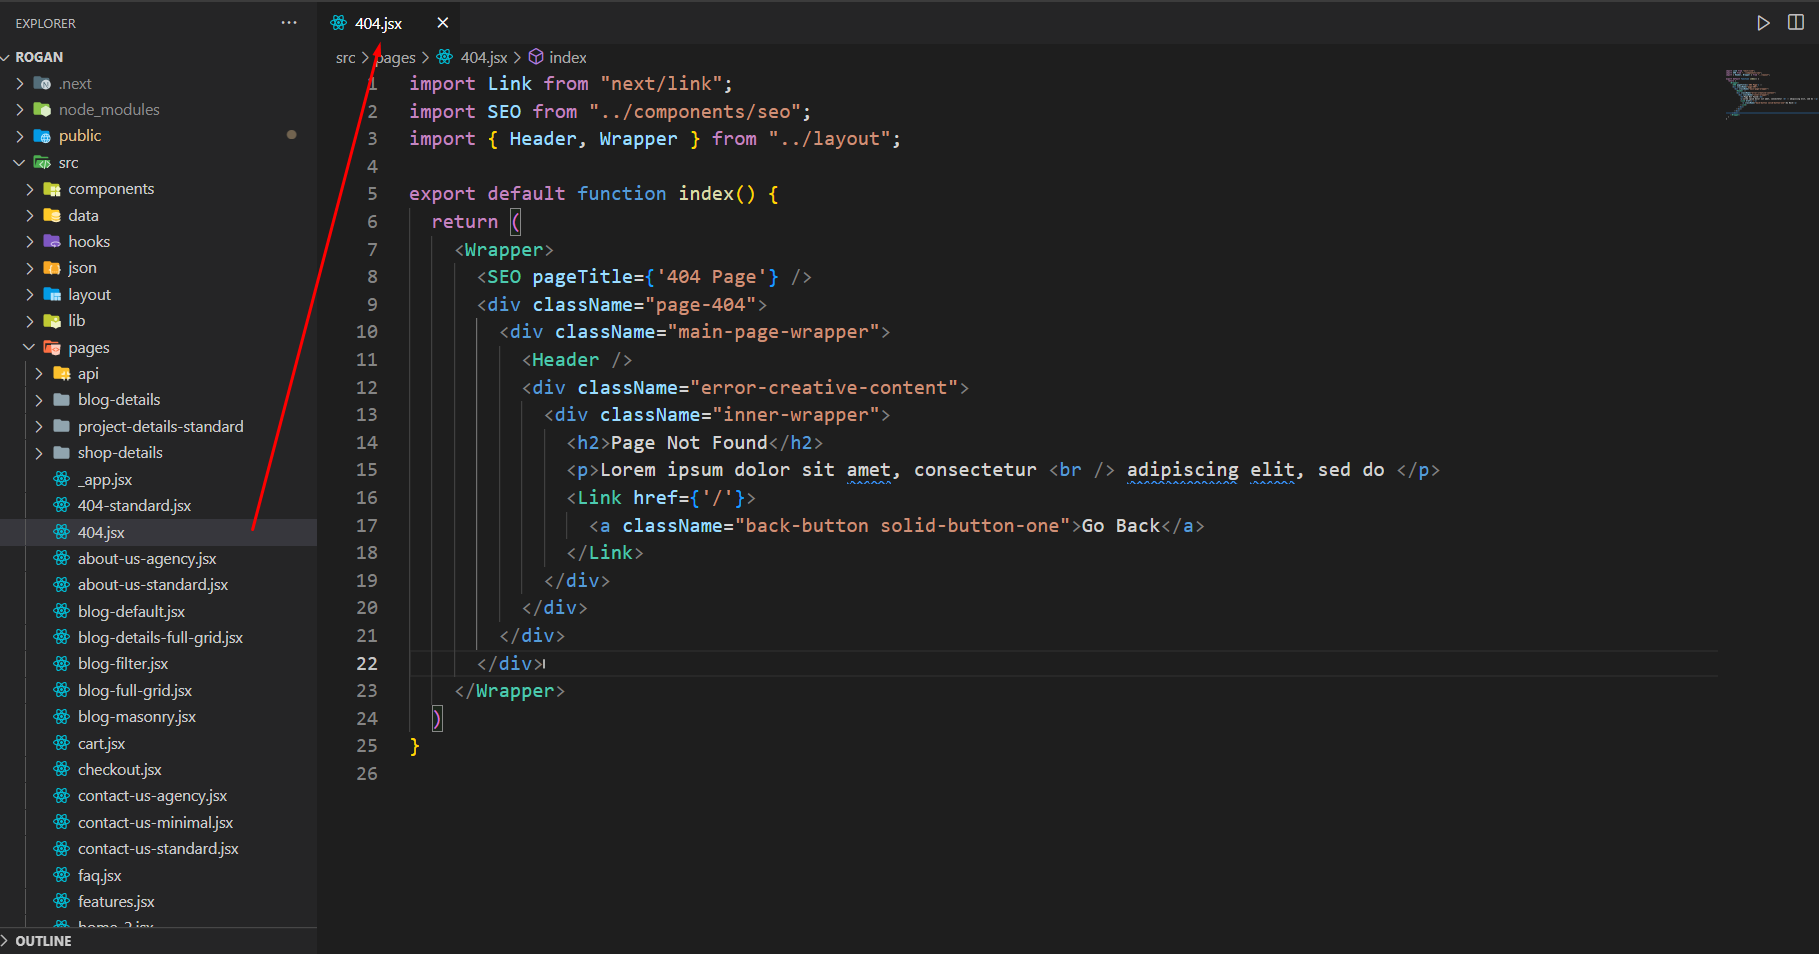 EXPLORER
ROGAN
.next
node_modules
public
src
components
data
hooks
json
layout
lib
pages
api
blog-details
project-details-standard
shop-details
_app.jsx
404-standard.jsx
404.jsx
about-us-agency.jsx
about-us-standard.jsx
blog-default.jsx
blog-details-full-grid.jsx
blog-filter.jsx
blog-full-grid.jsx
blog-masonry.jsx
cart.jsx
checkout.jsx
contact-us-agency.jsx
contact-us-minimal.jsx
contact-us-standard.jsx
faq.jsx
features.jsx
home-2.jsx
OUTLINE
404.jsx
src > pages > 404.jsx > index
1 import Link from "next/link";
2 import SEO from "../components/seo";
3 import { Header, Wrapper } from "../layout";
4
5 export default function index() {
6 return (
7 <Wrapper>
8 <SEO pageTitle={'404 Page'} />
9 <div className="page-404">
10 <div className="main-page-wrapper">
11 <Header />
12 <div className="error-creative-content">
13 <div className="inner-wrapper">
14 <h2>Page Not Found</h2>
15 <p>Lorem ipsum dolor sit amet, consectetur <br /> adipiscing elit, sed do </p>
16 <Link href={'/'}>
17 <a className="back-button solid-button-one">Go Back</a>
18 </Link>
19 </div>
20 </div>
21 </div>
22 </div>
23 </Wrapper>
24 )
25 }
26